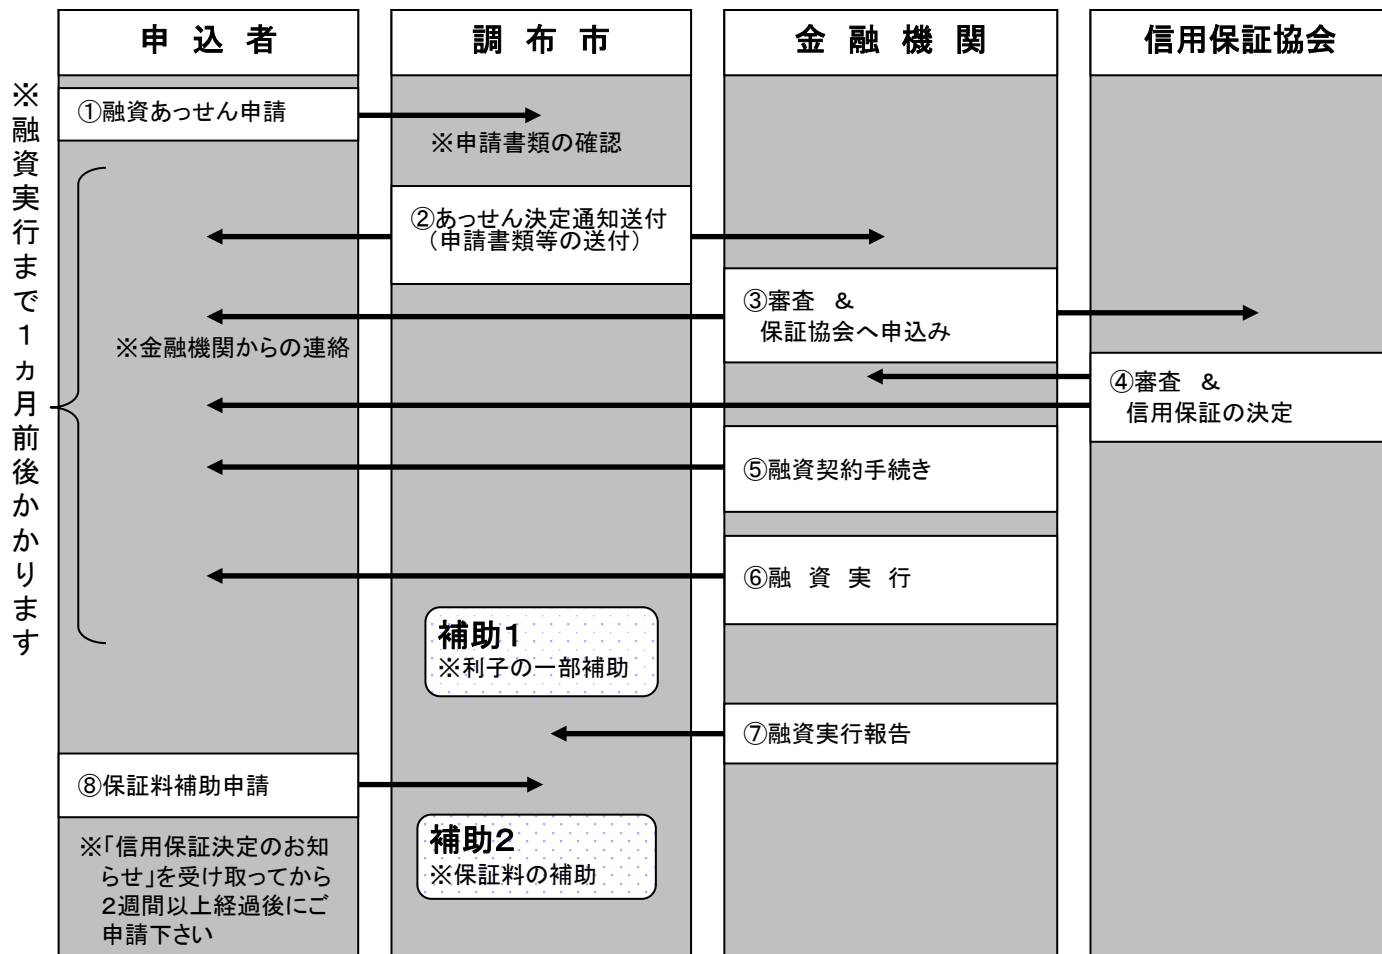 申 込 者
調 布 市
金 融 機 関
信用保証協会
※融資実行まで1ヵ月前後かかります
①融資あっせん申請
※申請書類の確認
②あっせん決定通知送付
（申請書類等の送付）
③審査 ＆
保証協会へ申込み
※金融機関からの連絡
④審査 ＆
信用保証の決定
⑤融資契約手続き
⑥融 資 実 行
補助1
※利子の一部補助
⑦融資実行報告
⑧保証料補助申請
補助2
※保証料の補助
※「信用保証決定のお知
らせ」を受け取ってから
2週間以上経過後にご
申請下さい